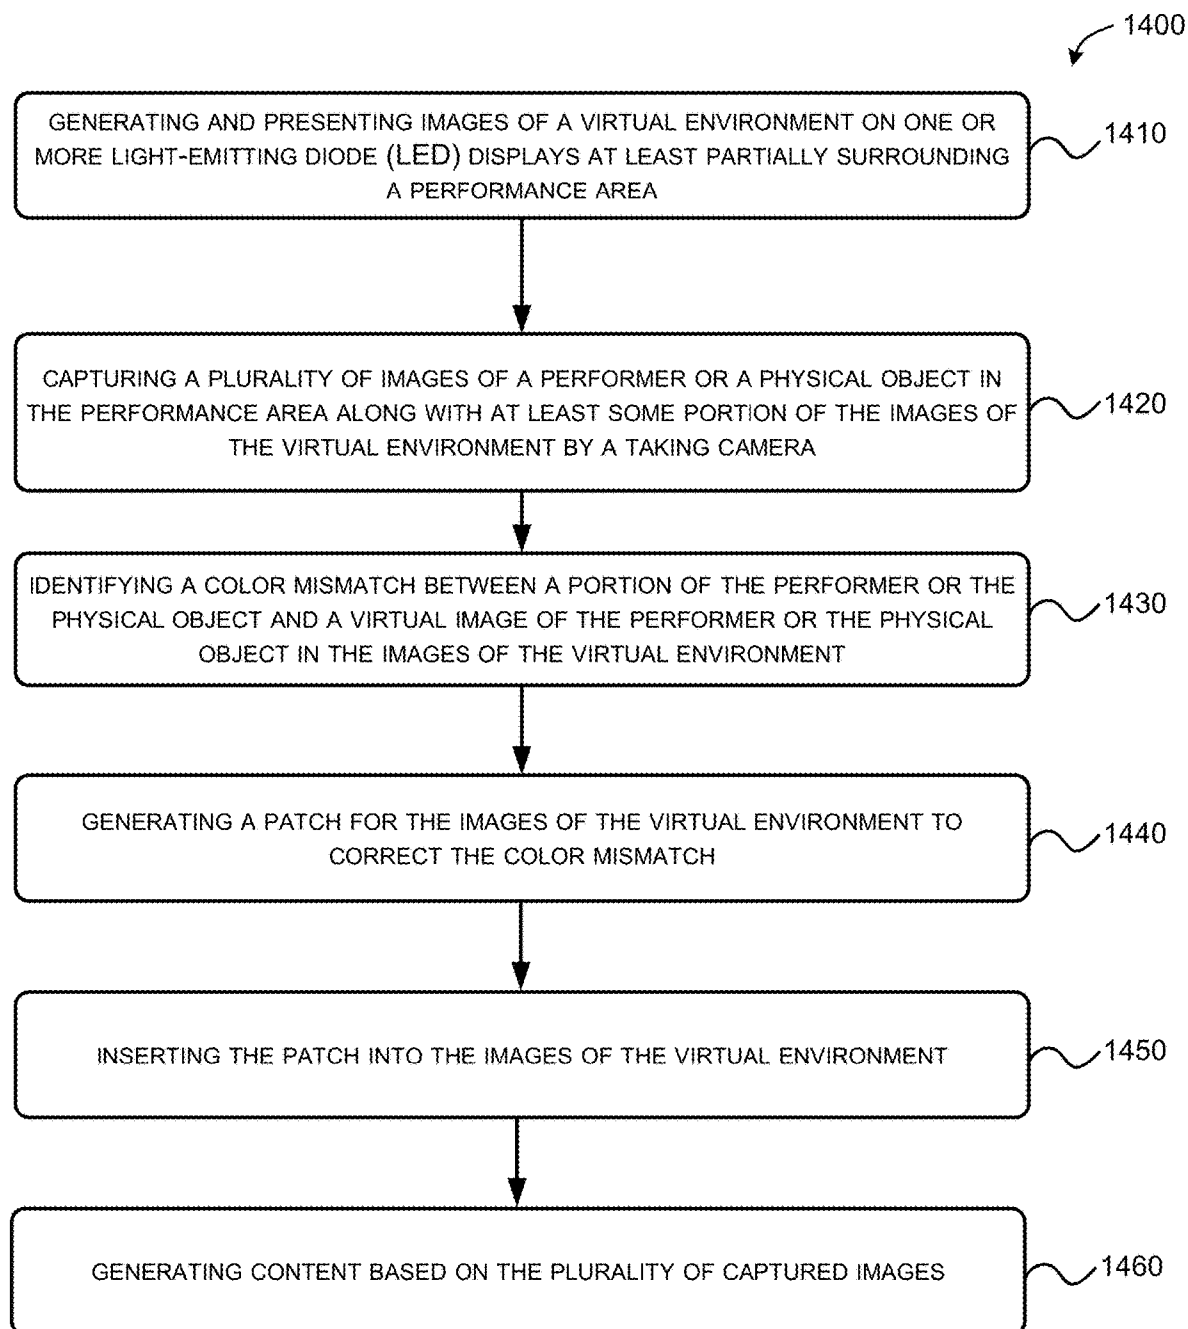 1400
GENERATING AND PRESENTING IMAGES OF A VIRTUAL ENVIRONMENT ON ONE OR
MORE LIGHT-EMITTING DIODE (LED) DISPLAYS AT LEAST PARTIALLY SURROUNDING
A PERFORMANCE AREA
1410
CAPTURING A PLURALITY OF IMAGES OF A PERFORMER OR A PHYSICAL OBJECT IN
THE PERFORMANCE AREA ALONG WITH AT LEAST SOME PORTION OF THE IMAGES OF
THE VIRTUAL ENVIRONMENT BY A TAKING CAMERA
1420
IDENTIFYING A COLOR MISMATCH BETWEEN A PORTION OF THE PERFORMER OR THE
PHYSICAL OBJECT AND A VIRTUAL IMAGE OF THE PERFORMER OR THE PHYSICAL
OBJECT IN THE IMAGES OF THE VIRTUAL ENVIRONMENT
1430
GENERATING A PATCH FOR THE IMAGES OF THE VIRTUAL ENVIRONMENT TO
CORRECT THE COLOR MISMATCH
1440
INSERTING THE PATCH INTO THE IMAGES OF THE VIRTUAL ENVIRONMENT
1450
GENERATING CONTENT BASED ON THE PLURALITY OF CAPTURED IMAGES
1460